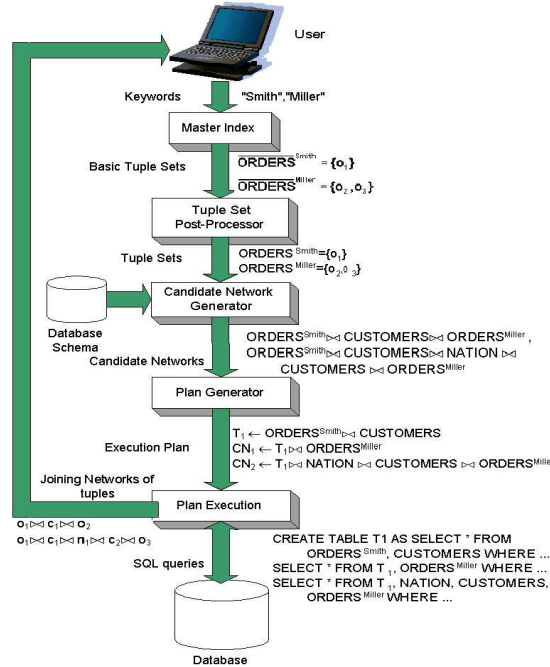 User
Keywords "Smith","Miller"
Master Index
Basic Tuple Sets
ORDERS^Smith = {o₁}
ORDERS^Miller = {o₂,o₃}
Tuple Set
Post-Processor
Tuple Sets
ORDERS^Smith={o₁}
ORDERS^Miller={o₂,o₃}
Candidate Network
Generator
Database
Schema
Candidate Networks
ORDERS^Smith⋈ CUSTOMERS⋈ ORDERS^Miller ,
ORDERS^Smith⋈ CUSTOMERS⋈ NATION ⋈
CUSTOMERS ⋈ ORDERS^Miller
Plan Generator
Execution Plan
T₁ ← ORDERS^Smith⋈ CUSTOMERS
CN₁ ← T₁⋈ ORDERS^Miller
CN₂ ← T₁⋈ NATION ⋈ CUSTOMERS ⋈ ORDERS^Miller
Joining Networks of
tuples
Plan Execution
o₁⋈ c₁⋈ o₂
o₁⋈ c₁⋈ n₁⋈ c₂⋈ o₃
SQL queries
CREATE TABLE T1 AS SELECT * FROM
ORDERS^Smith, CUSTOMERS WHERE ...
SELECT * FROM T₁, ORDERS^Miller WHERE ...
SELECT * FROM T₁, NATION, CUSTOMERS,
ORDERS^Miller WHERE ...
Database